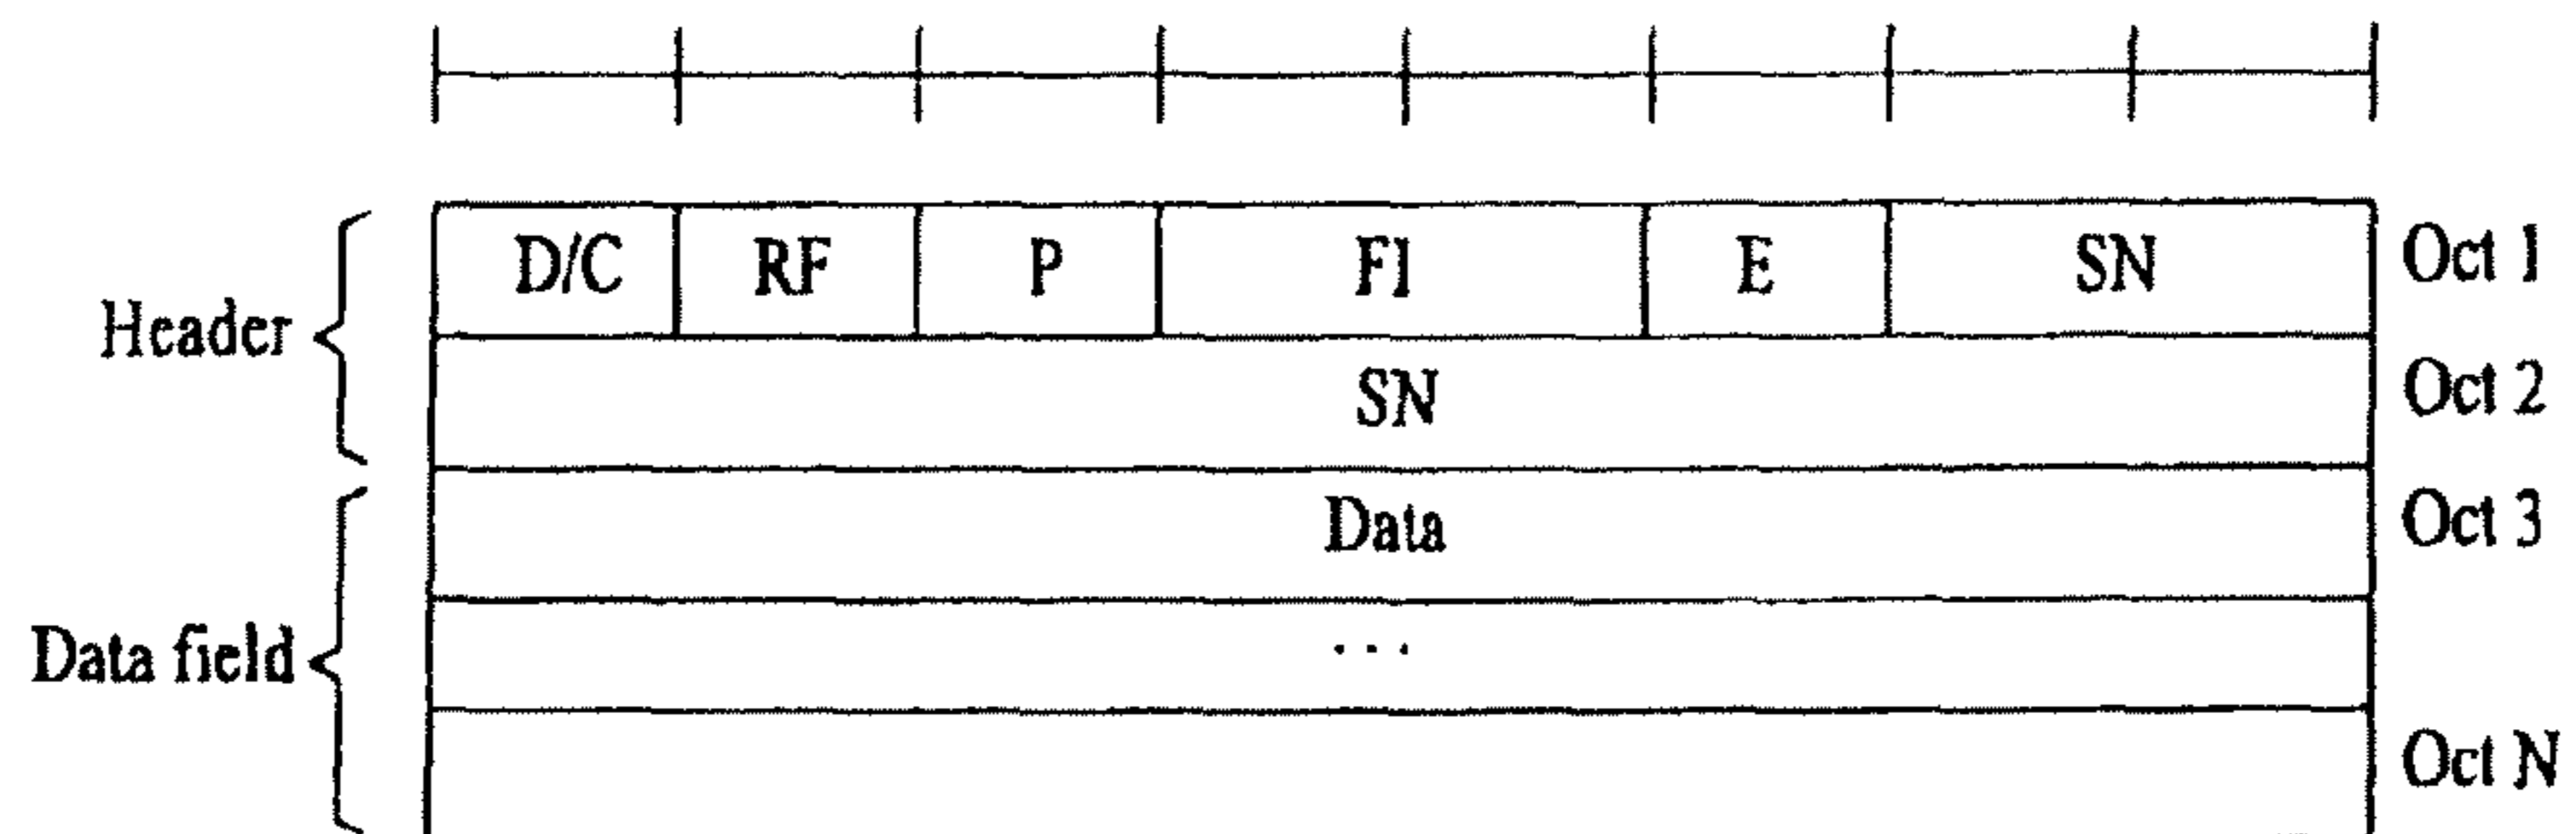 D/C RF P FI E SN Oct 1
Header
SN Oct 2
Data Oct 3
Data field
...
Oct N